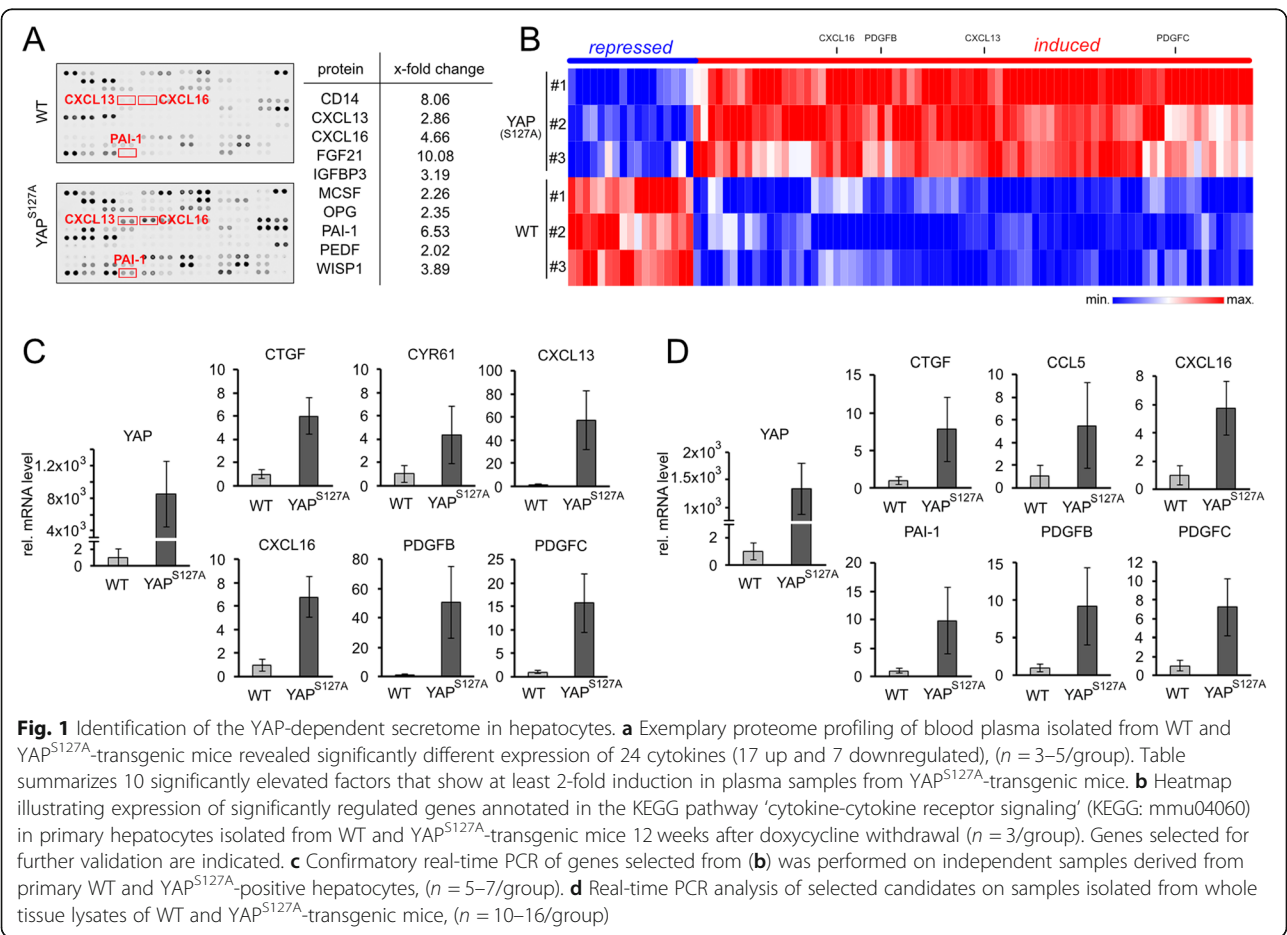 A
WT
CXCL13
CXCL16
PAI-1
YAP^S127A
CXCL13
CXCL16
PAI-1
protein x-fold change
CD14 8.06
CXCL13 2.86
CXCL16 4.66
FGF21 10.08
IGFBP3 3.19
MCSF 2.26
OPG 2.35
PAI-1 6.53
PEDF 2.02
WISP1 3.89
B
repressed
CXCL16 PDGFB CXCL13 induced PDGFC
YAP (S127A)
#1
#2
#3
WT
#1
#2
#3
min. max.
C
rel. mRNA level
YAP
1.2x10³
8x10³
4x10³
2
0
WT YAP^S127A
CTGF
10
8
6
4
2
0
WT YAP^S127A
CYR61
10
8
6
4
2
0
WT YAP^S127A
CXCL13
100
80
60
40
20
0
WT YAP^S127A
CXCL16
10
8
6
4
2
0
WT YAP^S127A
PDGFB
80
60
40
20
0
WT YAP^S127A
PDGFC
25
20
15
10
5
0
WT YAP^S127A
D
rel. mRNA level
YAP
2x10³
1x10³
1x10³
2
0
WT YAP^S127A
CTGF
15
10
5
0
WT YAP^S127A
CCL5
10
8
6
4
2
0
WT YAP^S127A
CXCL16
8
6
4
2
0
WT YAP^S127A
PAI-1
20
15
10
5
0
WT YAP^S127A
PDGFB
15
10
5
0
WT YAP^S127A
PDGFC
12
10
8
6
4
2
0
WT YAP^S127A
Fig. 1 Identification of the YAP-dependent secretome in hepatocytes. a Exemplary proteome profiling of blood plasma isolated from WT and
YAP^S127A-transgenic mice revealed significantly different expression of 24 cytokines (17 up and 7 downregulated), (n = 3–5/group). Table
summarizes 10 significantly elevated factors that show at least 2-fold induction in plasma samples from YAP^S127A-transgenic mice. b Heatmap
illustrating expression of significantly regulated genes annotated in the KEGG pathway ‘cytokine-cytokine receptor signaling’ (KEGG: mmu04060)
in primary hepatocytes isolated from WT and YAP^S127A-transgenic mice 12 weeks after doxycycline withdrawal (n = 3/group). Genes selected for
further validation are indicated. c Confirmatory real-time PCR of genes selected from (b) was performed on independent samples derived from
primary WT and YAP^S127A-positive hepatocytes, (n = 5–7/group). d Real-time PCR analysis of selected candidates on samples isolated from whole
tissue lysates of WT and YAP^S127A-transgenic mice, (n = 10–16/group)